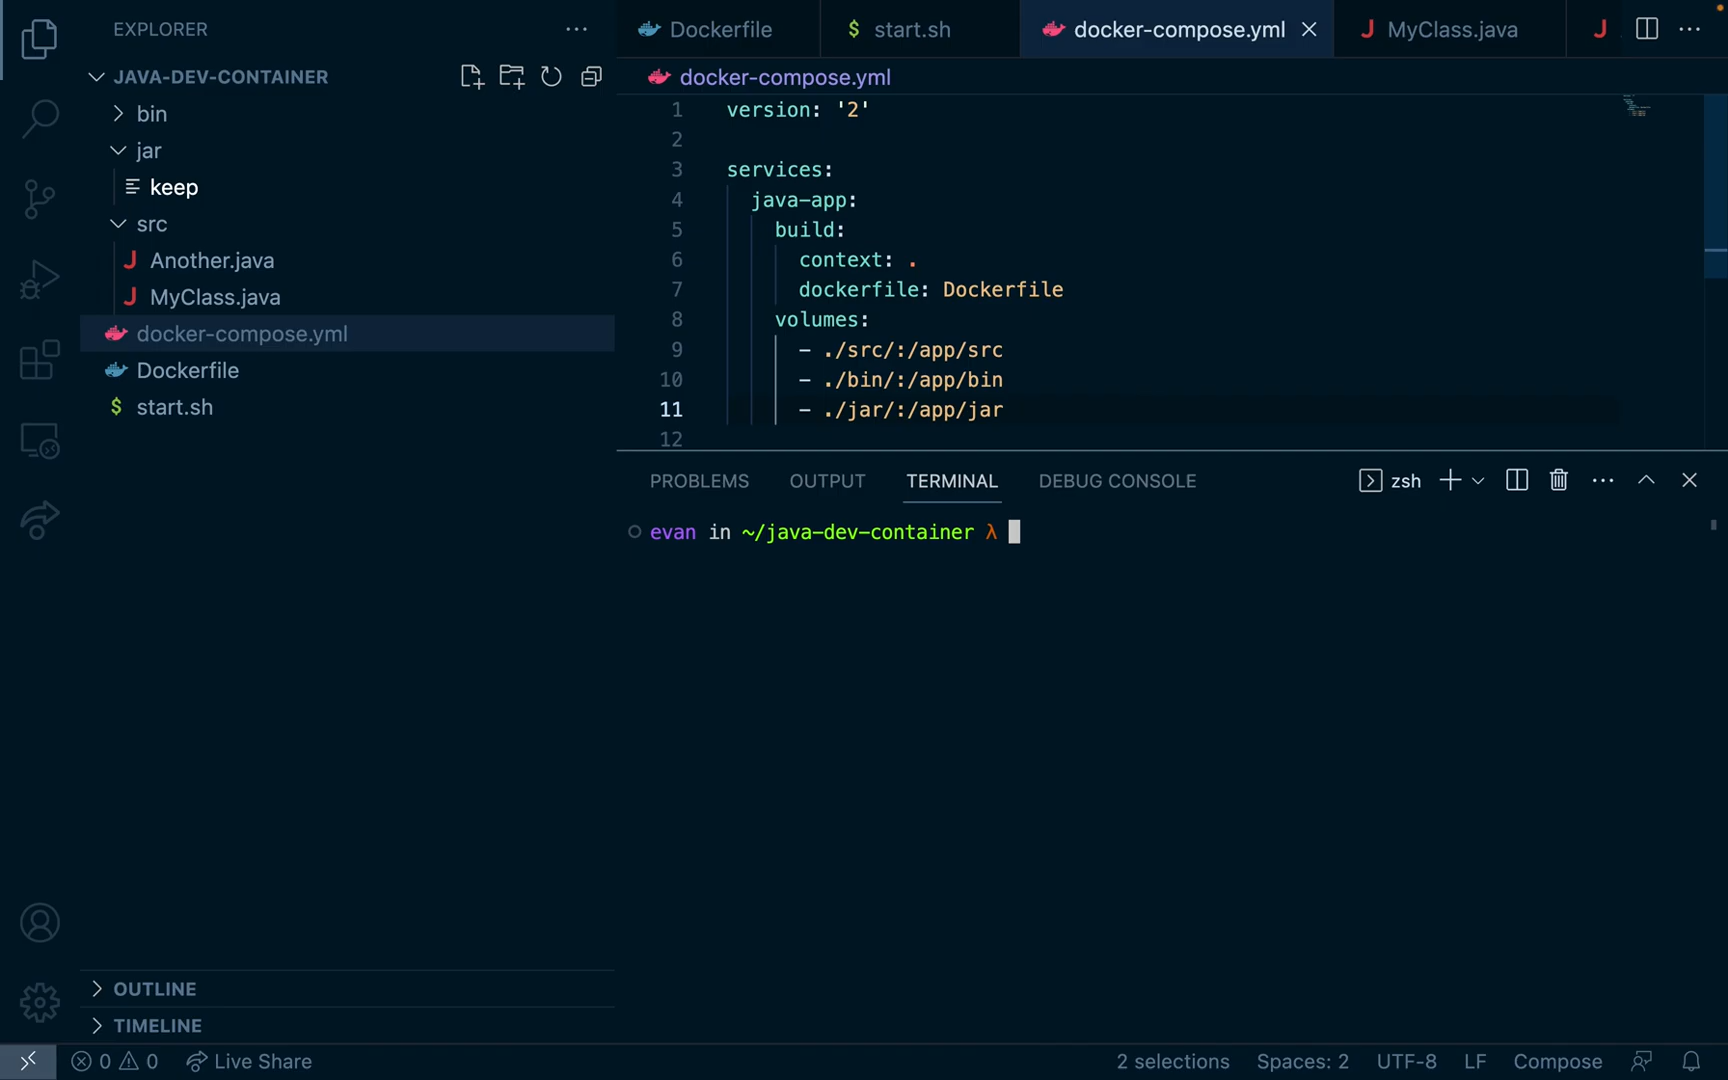 EXPLORER
JAVA-DEV-CONTAINER
bin
jar
keep
src
J Another.java
J MyClass.java
docker-compose.yml
Dockerfile
$ start.sh
OUTLINE
TIMELINE
Dockerfile
$ start.sh
docker-compose.yml
J MyClass.java
J
docker-compose.yml
1 version: '2'
2
3 services:
4 java-app:
5 build:
6 context: .
7 dockerfile: Dockerfile
8 volumes:
9 - ./src/:/app/src
10 - ./bin/:/app/bin
11 - ./jar/:/app/jar
12
PROBLEMS OUTPUT TERMINAL DEBUG CONSOLE zsh
evan in ~/java-dev-container λ
0 0 Live Share 2 selections Spaces: 2 UTF-8 LF Compose